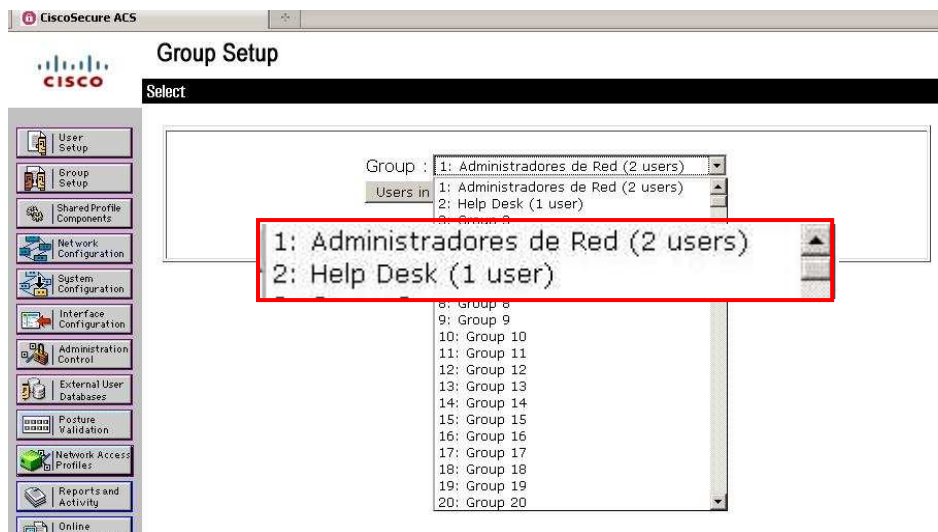 CiscoSecure ACS
CISCO
Group Setup
Select
User
Setup
Group
Setup
Shared Profile
Components
Network
Configuration
System
Configuration
Interface
Configuration
Administration
Control
External User
Databases
Posture
Validation
Network Access
Profiles
Reports and
Activity
Online
Group : 1: Administradores de Red (2 users)
Users in
1: Administradores de Red (2 users)
2: Help Desk (1 user)
1: Administradores de Red (2 users)
2: Help Desk (1 user)
8: Group 8
9: Group 9
10: Group 10
11: Group 11
12: Group 12
13: Group 13
14: Group 14
15: Group 15
16: Group 16
17: Group 17
18: Group 18
19: Group 19
20: Group 20